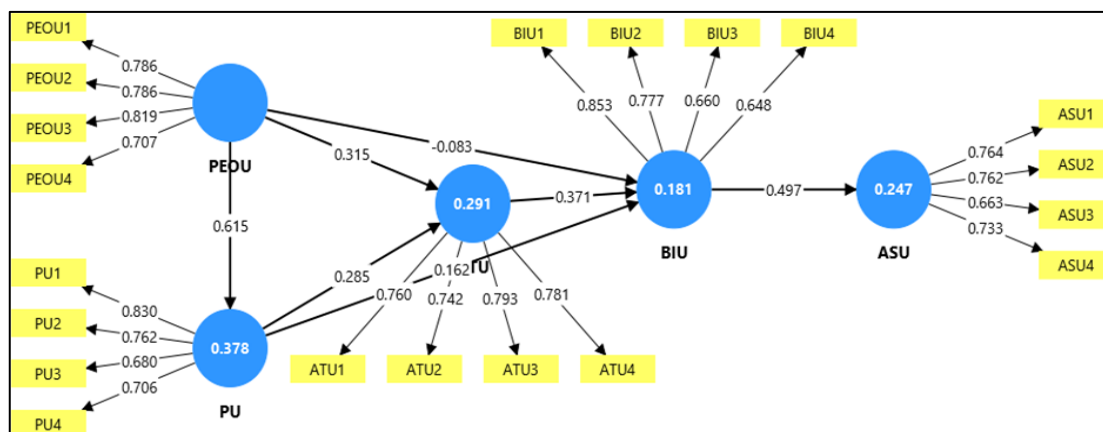 PEOU1
PEOU2
PEOU3
PEOU4
0.786
0.786
0.819
0.707
PEOU
0.615
0.315
-0.083
PU1
PU2
PU3
PU4
0.830
0.762
0.680
0.706
0.378
PU
0.285
0.162
0.291
TU
0.371
0.760
0.742
0.793
0.781
ATU1
ATU2
ATU3
ATU4
BIU1
BIU2
BIU3
BIU4
0.853
0.777
0.660
0.648
0.181
BIU
0.497
0.247
ASU
0.764
0.762
0.663
0.733
ASU1
ASU2
ASU3
ASU4